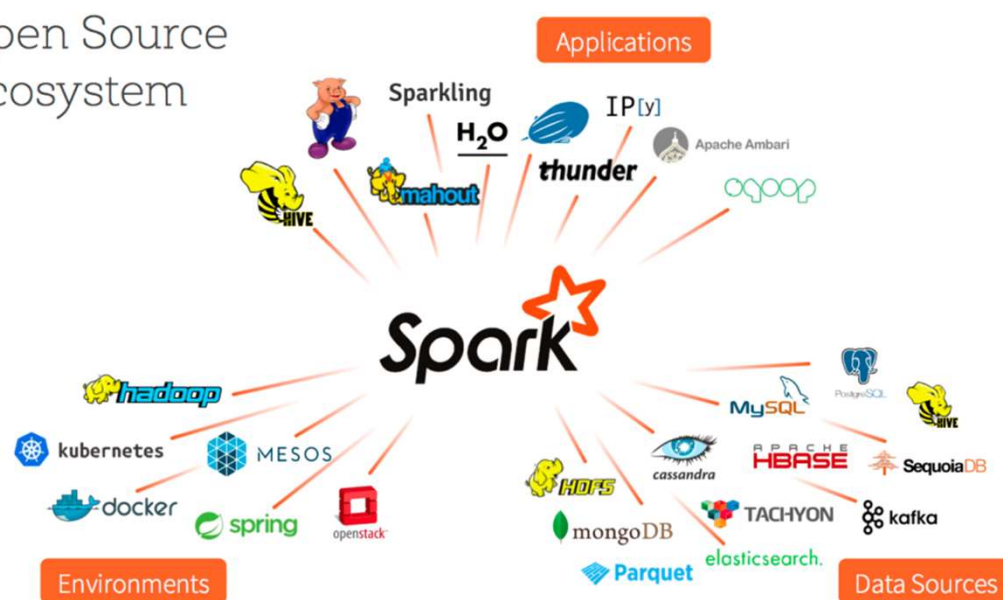 pen Source
cosystem
Applications
Sparkling
H₂O
IP[y]
thunder
Apache Ambari
mahout
HIVE
sqoop
Spark
hadoop
kubernetes
MESOS
docker
spring
openstack
Environments
PostgreSQL
MySQL
HIVE
cassandra
APACHE
HBASE
SequoiaDB
HDFS
mongoDB
TACHYON
kafka
Parquet
elasticsearch.
Data Sources